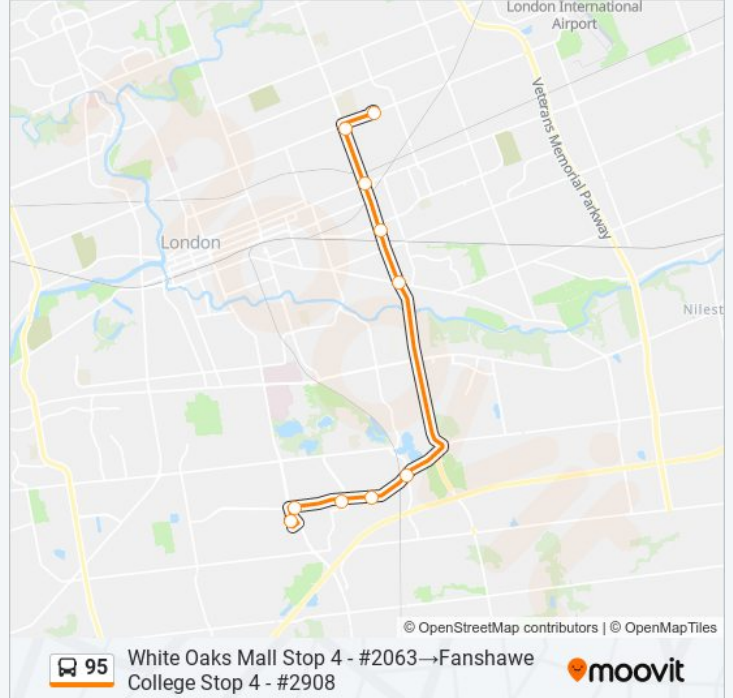 London International
Airport
Veterans Memorial Parkway
London
Nilest
© OpenStreetMap contributors | © OpenMapTiles
95
White Oaks Mall Stop 4 - #2063→Fanshawe
College Stop 4 - #2908
moovit